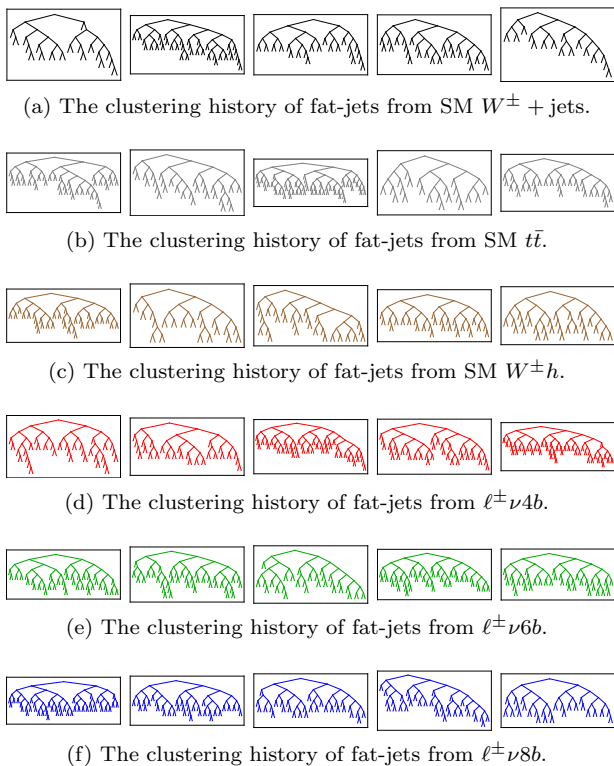 (a) The clustering history of fat-jets from SM W± + jets.
(b) The clustering history of fat-jets from SM tt̄.
(c) The clustering history of fat-jets from SM W±h.
(d) The clustering history of fat-jets from ℓ±ν4b.
(e) The clustering history of fat-jets from ℓ±ν6b.
(f) The clustering history of fat-jets from ℓ±ν8b.